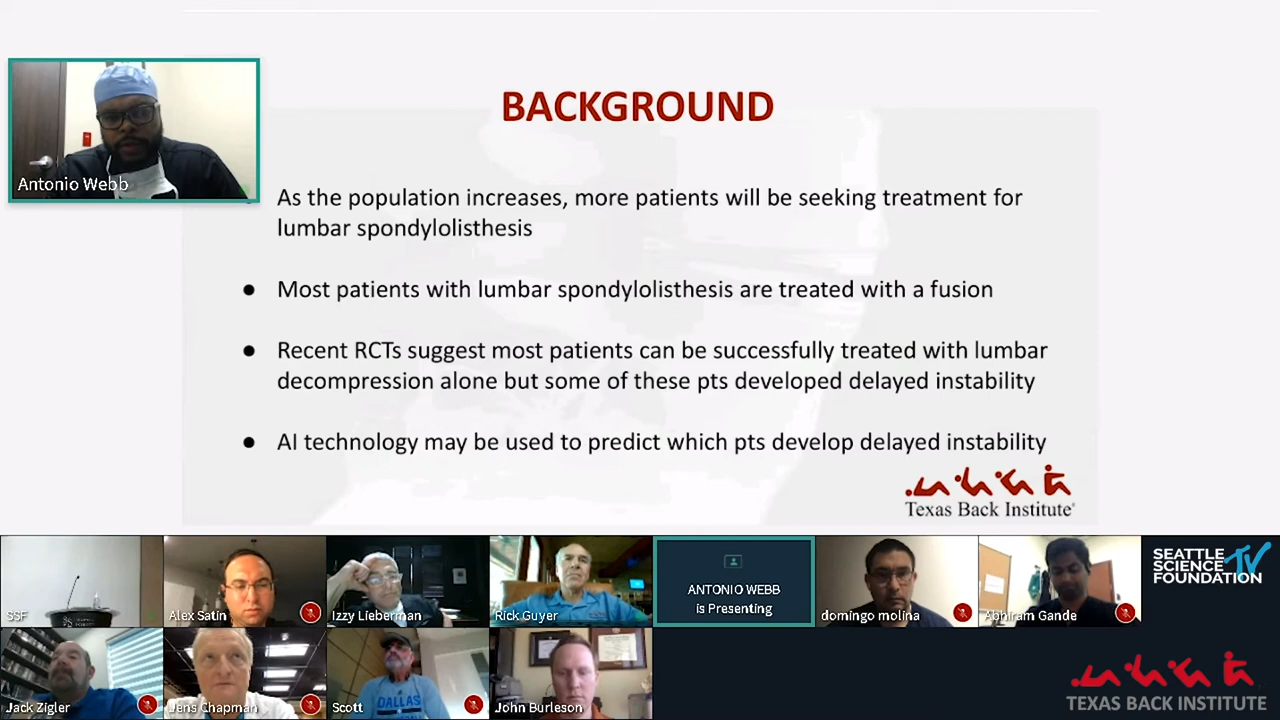 BACKGROUND
Antonio Webb
As the population increases, more patients will be seeking treatment for
lumbar spondylolisthesis
● Most patients with lumbar spondylolisthesis are treated with a fusion
● Recent RCTs suggest most patients can be successfully treated with lumbar
decompression alone but some of these pts developed delayed instability
● AI technology may be used to predict which pts develop delayed instability
Texas Back Institute®
SSF
Alex Satin
Izzy Lieberman
Rick Guyer
ANTONIO WEBB
is Presenting
domingo molina
Abhiram Gande
SEATTLE
SCIENCE TV
FOUNDATION
Jack Zigler
Jens Chapman
Scott
DALLAS
John Burleson
TEXAS BACK INSTITUTE